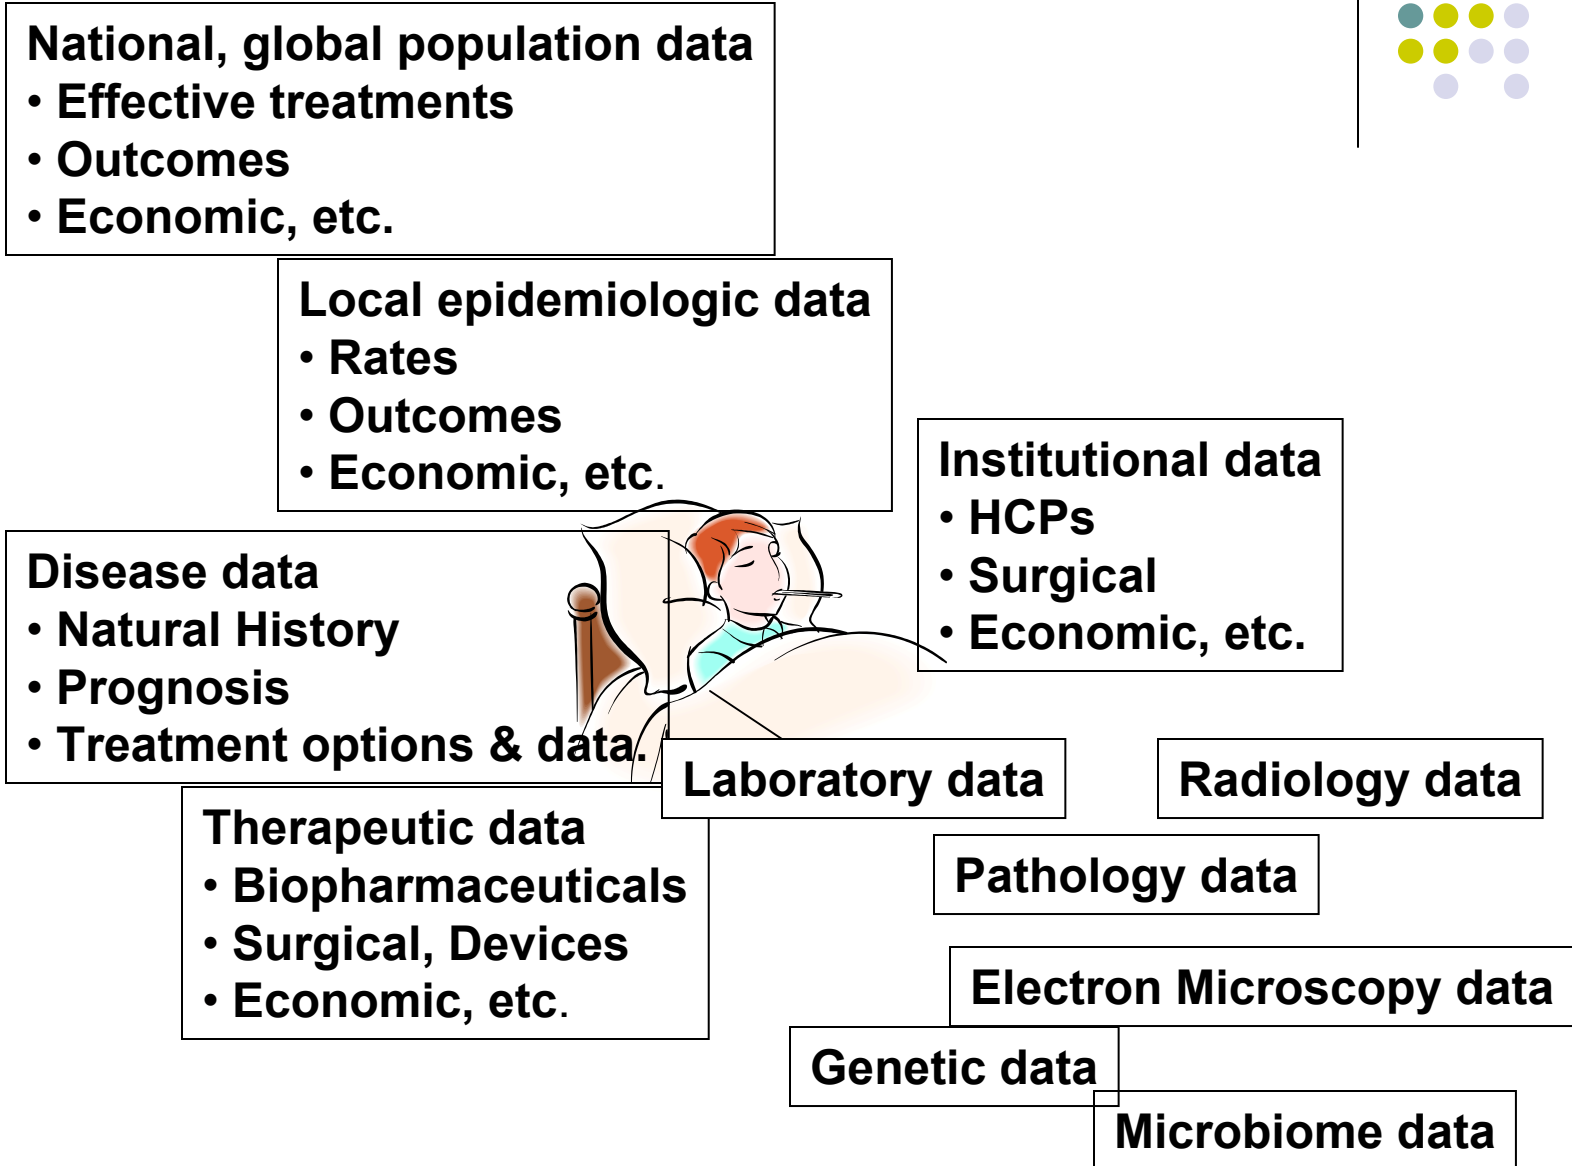 National, global population data
• Effective treatments
• Outcomes
• Economic, etc.
Local epidemiologic data
• Rates
• Outcomes
• Economic, etc.
Institutional data
• HCPs
• Surgical
• Economic, etc.
Disease data
• Natural History
• Prognosis
• Treatment options & data.
Laboratory data
Radiology data
Therapeutic data
• Biopharmaceuticals
• Surgical, Devices
• Economic, etc.
Pathology data
Electron Microscopy data
Genetic data
Microbiome data